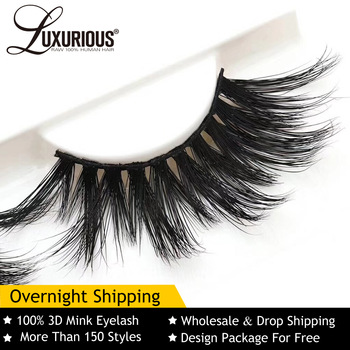 LUXURIOUS®
RAW 100% HUMAN HAIR
Overnight Shipping
★ 100% 3D Mink Eyelash ★ Wholesale & Drop Shipping
★ More Than 150 Styles ★ Design Package For Free